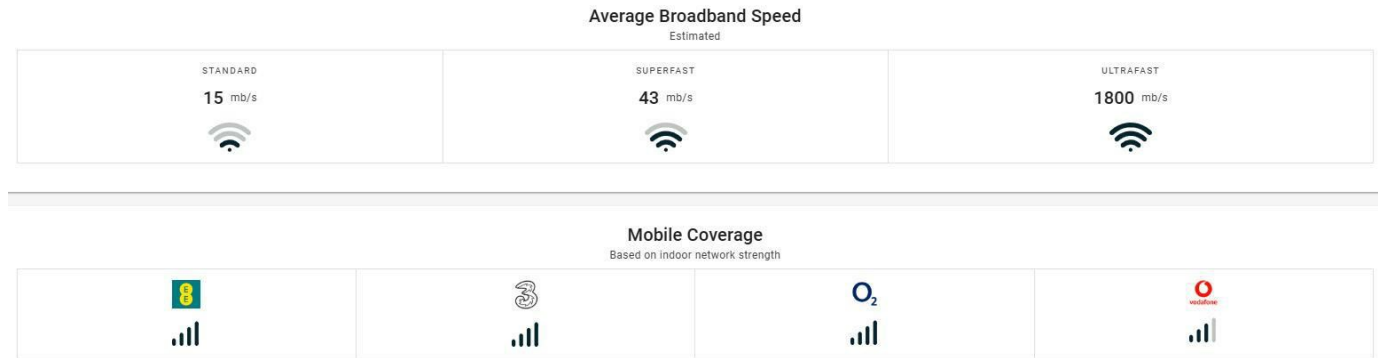 Average Broadband Speed
Estimated
STANDARD SUPERFAST ULTRAFAST
15 mb/s 43 mb/s 1800 mb/s
Mobile Coverage
Based on indoor network strength
EE 3 O2 vodafone